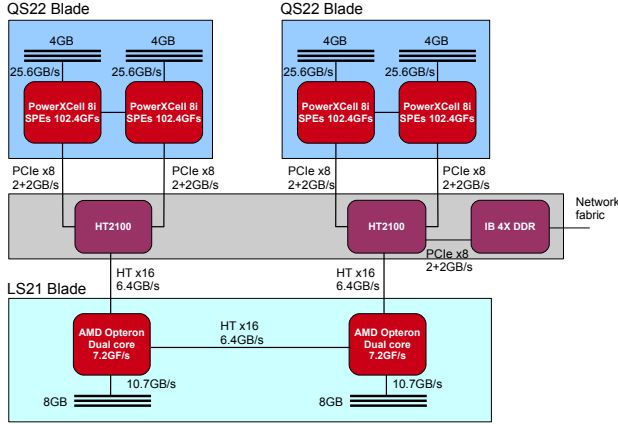 QS22 Blade
QS22 Blade
4GB
4GB
4GB
4GB
25.6GB/s
25.6GB/s
25.6GB/s
25.6GB/s
PowerXCell 8i
SPEs 102.4GFs
PowerXCell 8i
SPEs 102.4GFs
PowerXCell 8i
SPEs 102.4GFs
PowerXCell 8i
SPEs 102.4GFs
PCIe x8
2+2GB/s
PCIe x8
2+2GB/s
PCIe x8
2+2GB/s
PCIe x8
2+2GB/s
HT2100
HT2100
IB 4X DDR
Network
fabric
PCIe x8
2+2GB/s
HT x16
6.4GB/s
HT x16
6.4GB/s
LS21 Blade
AMD Opteron
Dual core
7.2GF/s
HT x16
6.4GB/s
AMD Opteron
Dual core
7.2GF/s
10.7GB/s
10.7GB/s
8GB
8GB